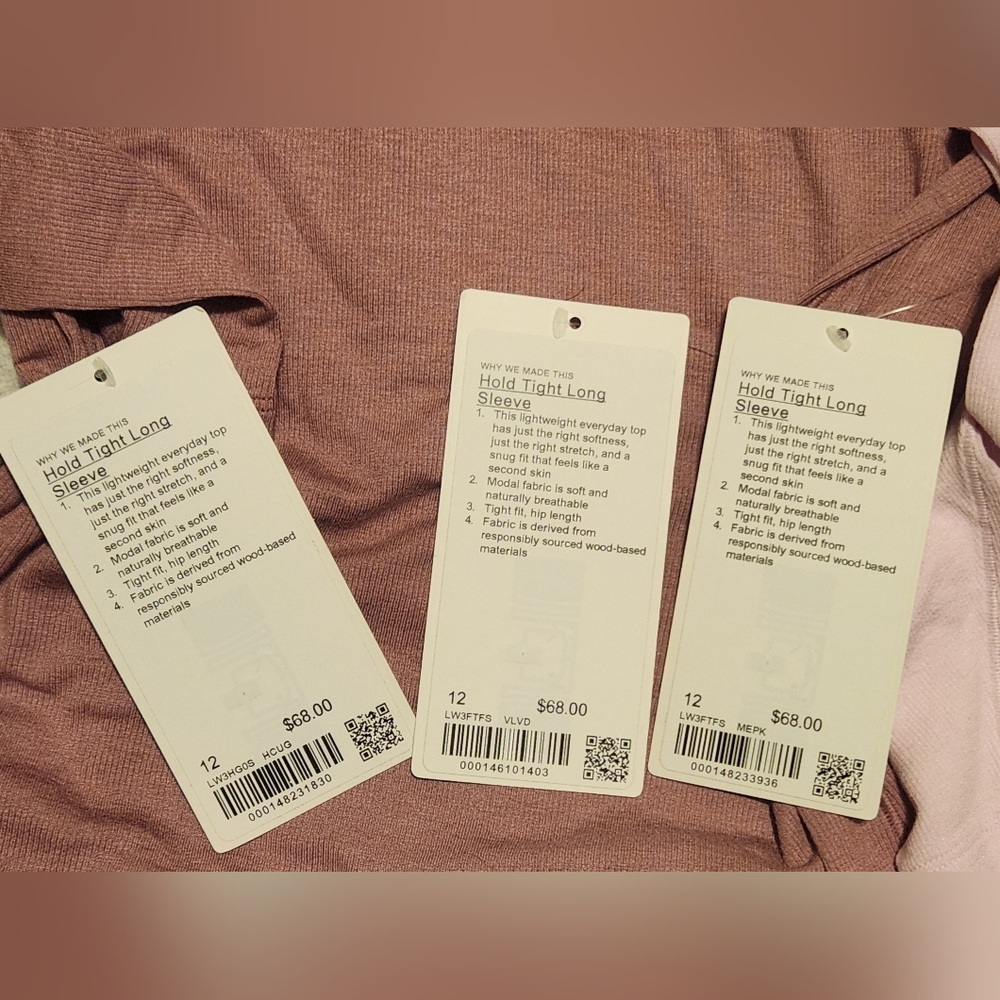 WHY WE MADE THIS
Hold Tight Long
Sleeve
1. This lightweight everyday top
has just the right softness,
just the right stretch, and a
snug fit that feels like a
second skin
2. Modal fabric is soft and
naturally breathable
3. Tight fit, hip length
4. Fabric is derived from
responsibly sourced wood-based
materials
12 $68.00
LW3HG0S HCUG
000148231830
WHY WE MADE THIS
Hold Tight Long
Sleeve
1. This lightweight everyday top
has just the right softness,
just the right stretch, and a
snug fit that feels like a
second skin
2. Modal fabric is soft and
naturally breathable
3. Tight fit, hip length
4. Fabric is derived from
responsibly sourced wood-based
materials
12 $68.00
LW3FTFS VLVD
000146101403
WHY WE MADE THIS
Hold Tight Long
Sleeve
1. This lightweight everyday top
has just the right softness,
just the right stretch, and a
snug fit that feels like a
second skin
2. Modal fabric is soft and
naturally breathable
3. Tight fit, hip length
4. Fabric is derived from
responsibly sourced wood-based
materials
12 $68.00
LW3FTFS MEPK
000148233936